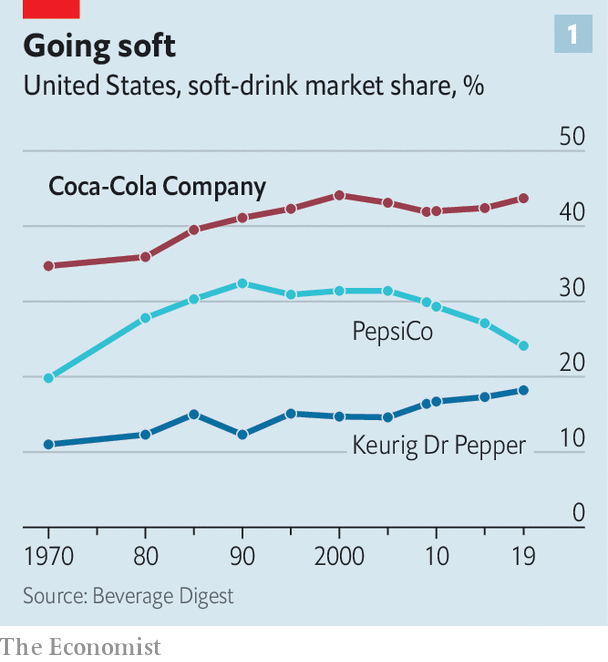 Going soft
1
United States, soft-drink market share, %
50
Coca-Cola Company
40
30
PepsiCo
20
Keurig Dr Pepper
10
0
1970 80 90 2000 10 19
Source: Beverage Digest
The Economist